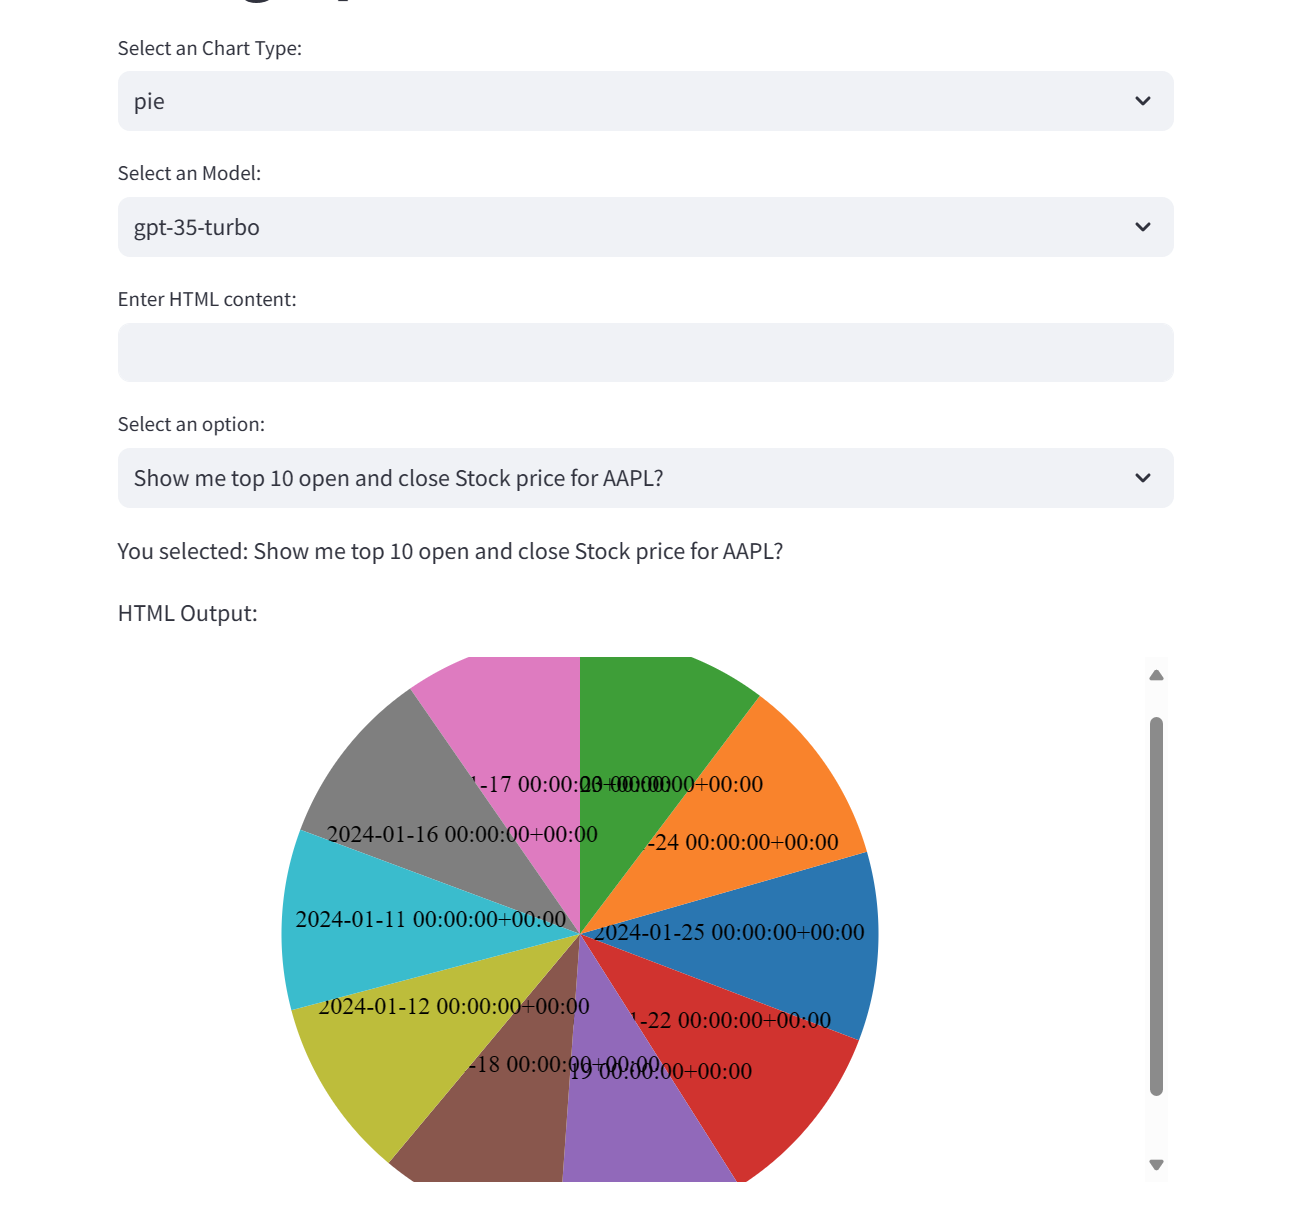 Select an Chart Type:
pie
Select an Model:
gpt-35-turbo
Enter HTML content:
Select an option:
Show me top 10 open and close Stock price for AAPL?
You selected: Show me top 10 open and close Stock price for AAPL?
HTML Output:
-17 00:00:
00+00:00
2024-01-16 00:00:00+00:00
-24 00:00:00+00:00
2024-01-11 00:00:00+00:00
2024-01-25 00:00:00+00:00
2024-01-12 00:00:00+00:00
-22 00:00:00+00:00
-18 00:00:00+00:00
19 00:00:00+00:00